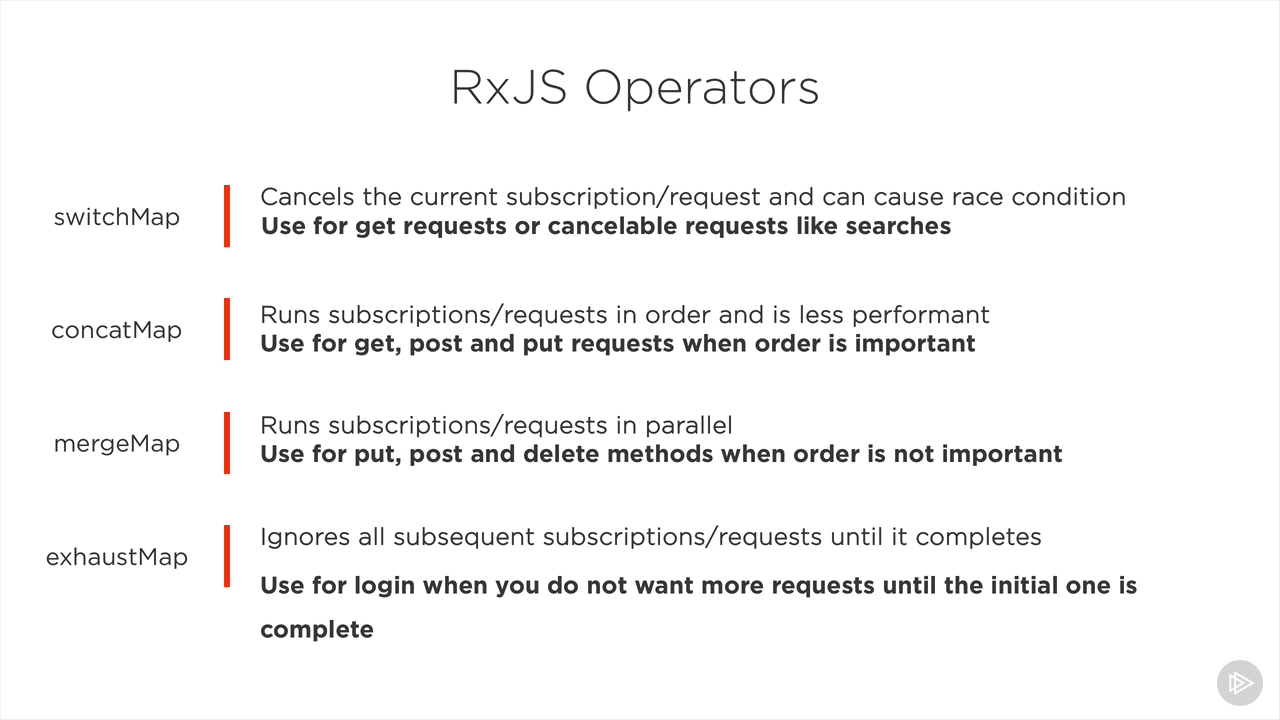 RxJS Operators
switchMap
Cancels the current subscription/request and can cause race condition
Use for get requests or cancelable requests like searches
concatMap
Runs subscriptions/requests in order and is less performant
Use for get, post and put requests when order is important
mergeMap
Runs subscriptions/requests in parallel
Use for put, post and delete methods when order is not important
exhaustMap
Ignores all subsequent subscriptions/requests until it completes
Use for login when you do not want more requests until the initial one is
complete